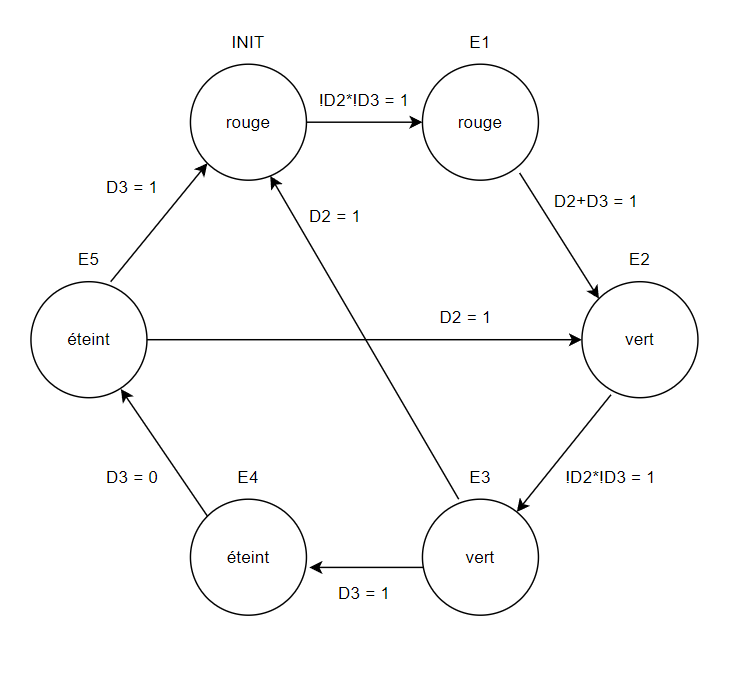 INIT
E1
rouge
!D2*!D3 = 1
rouge
D3 = 1
D2 = 1
D2+D3 = 1
E5
E2
éteint
D2 = 1
vert
D3 = 0
E4
E3
!D2*!D3 = 1
éteint
vert
D3 = 1